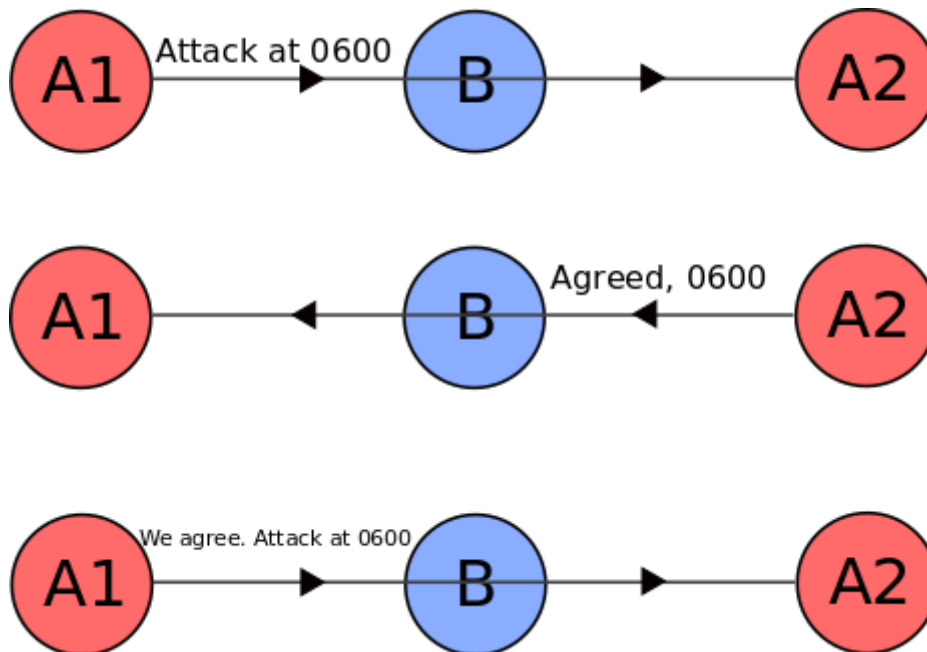 A1 Attack at 0600 B A2
A1 B Agreed, 0600 A2
A1 We agree. Attack at 0600 B A2